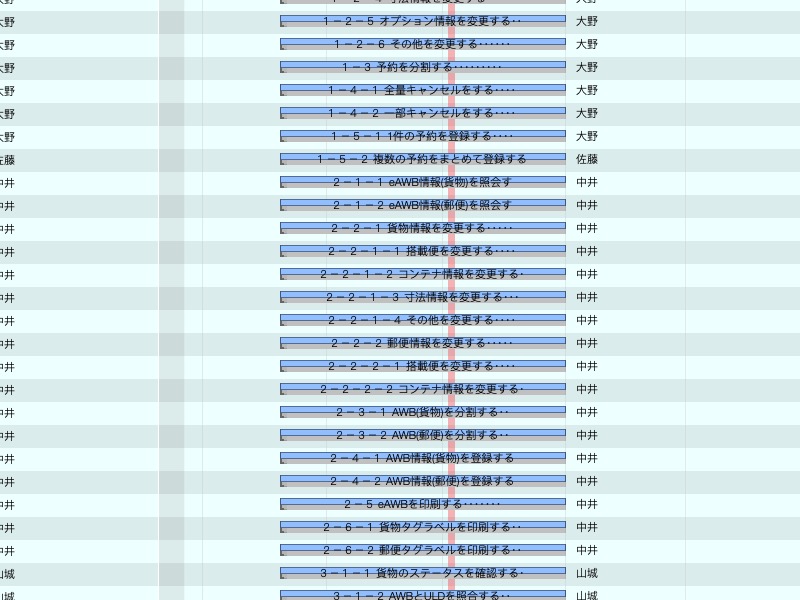 大野 1－2－5 オプション情報を変更する‥ 大野
大野 1－2－6 その他を変更する‥‥‥ 大野
大野 1－3 予約を分割する‥‥‥‥· 大野
大野 1－4－1 全量キャンセルをする‥‥ 大野
大野 1－4－2 一部キャンセルをする‥‥ 大野
大野 1－5－1 1件の予約を登録する‥‥ 大野
佐藤 1－5－2 複数の予約をまとめて登録する 佐藤
中井 2－1－1 eAWB情報(貨物)を照会す 中井
中井 2－1－2 eAWB情報(郵便)を照会す 中井
中井 2－2－1 貨物情報を変更する‥‥· 中井
中井 2－2－1－1 搭載便を変更する‥‥ 中井
中井 2－2－1－2 コンテナ情報を変更する· 中井
中井 2－2－1－3 寸法情報を変更する‥· 中井
中井 2－2－1－4 その他を変更する‥‥ 中井
中井 2－2－2 郵便情報を変更する‥‥· 中井
中井 2－2－2－1 搭載便を変更する‥‥ 中井
中井 2－2－2－2 コンテナ情報を変更する· 中井
中井 2－3－1 AWB(貨物)を分割する‥ 中井
中井 2－3－2 AWB(郵便)を分割する‥ 中井
中井 2－4－1 AWB情報(貨物)を登録する 中井
中井 2－4－2 AWB情報(郵便)を登録する 中井
中井 2－5 eAWBを印刷する‥‥‥· 中井
中井 2－6－1 貨物タグラベルを印刷する‥ 中井
中井 2－6－2 郵便タグラベルを印刷する‥ 中井
山城 3－1－1 貨物のステータスを確認する· 山城
山城 3－1－2 AWBとULDを照合する‥ 山城